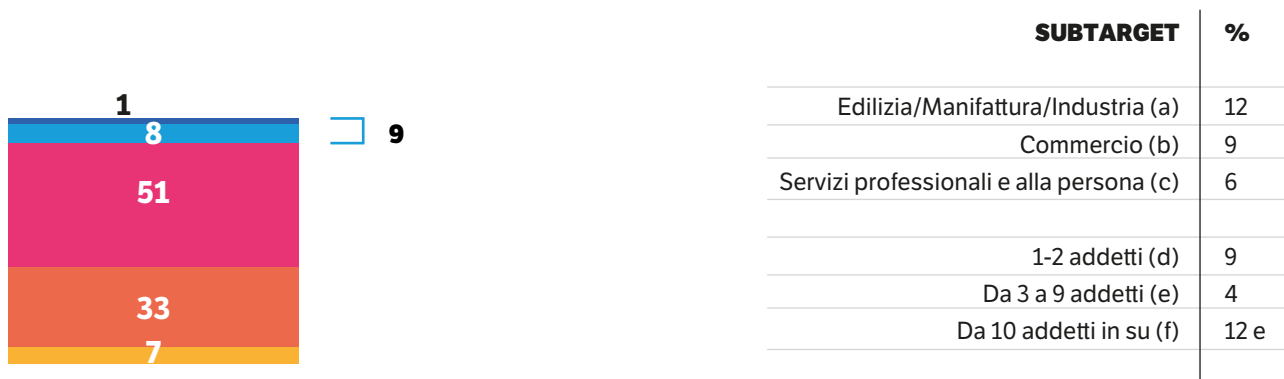 1
8
9
51
33
7
SUBTARGET %
Edilizia/Manifattura/Industria (a) 12
Commercio (b) 9
Servizi professionali e alla persona (c) 6
1-2 addetti (d) 9
Da 3 a 9 addetti (e) 4
Da 10 addetti in su (f) 12 e